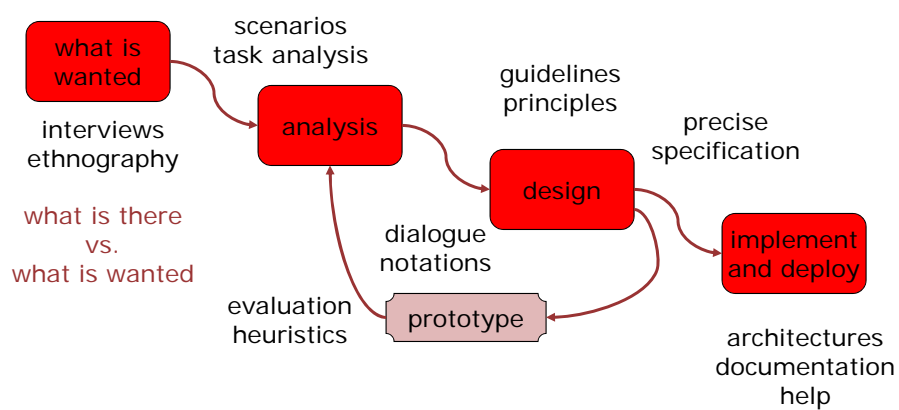 what is
wanted
scenarios
task analysis
interviews
ethnography
what is there
vs.
what is wanted
analysis
guidelines
principles
design
precise
specification
dialogue
notations
evaluation
heuristics
prototype
implement
and deploy
architectures
documentation
help